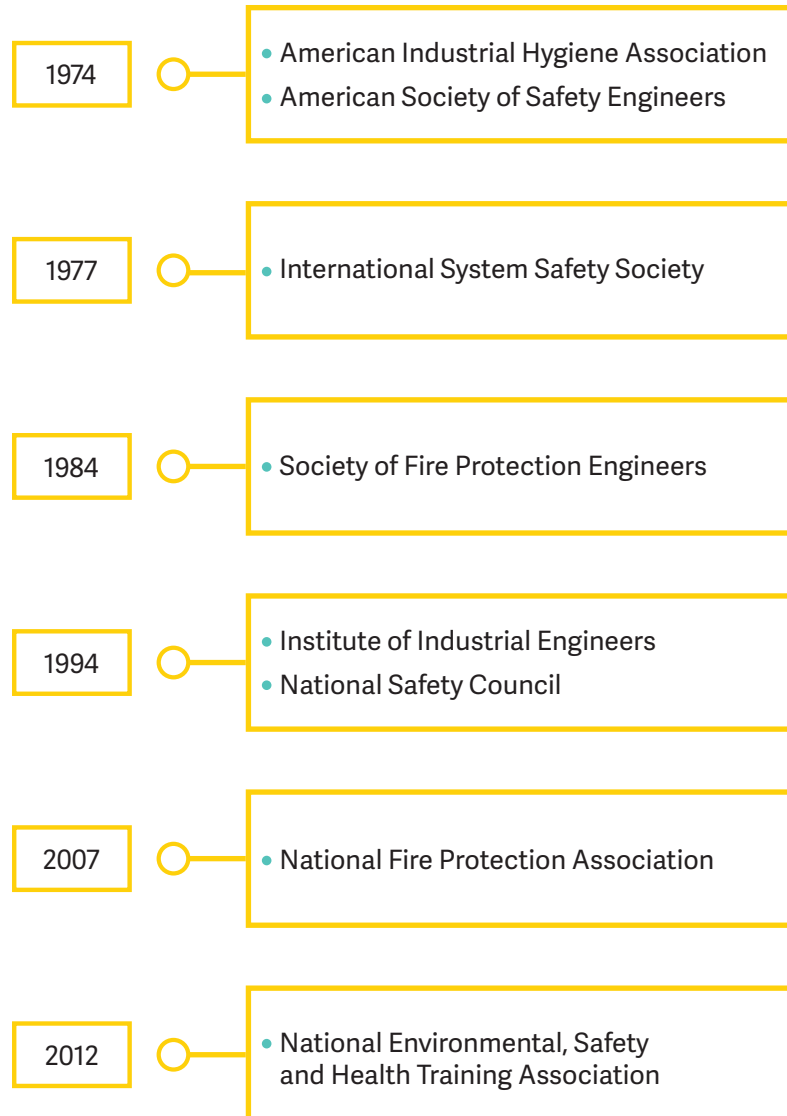 1974
• American Industrial Hygiene Association
• American Society of Safety Engineers
1977
• International System Safety Society
1984
• Society of Fire Protection Engineers
1994
• Institute of Industrial Engineers
• National Safety Council
2007
• National Fire Protection Association
2012
• National Environmental, Safety
and Health Training Association